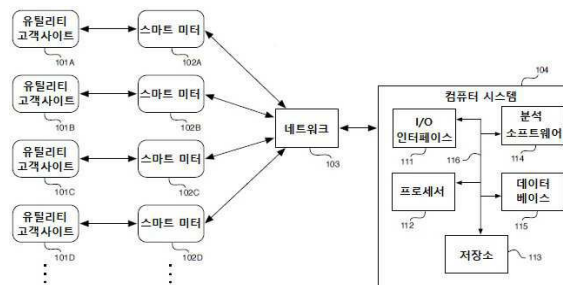 유틸리티
고객사이트
101A
스마트 미터
102A
유틸리티
고객사이트
101B
스마트 미터
102B
유틸리티
고객사이트
101C
스마트 미터
102C
유틸리티
고객사이트
101D
스마트 미터
102D
네트워크
103
104
컴퓨터 시스템
I/O
인터페이스
111
116
분석
소프트웨어
114
프로세서
112
데이터
베이스
115
저장소
113